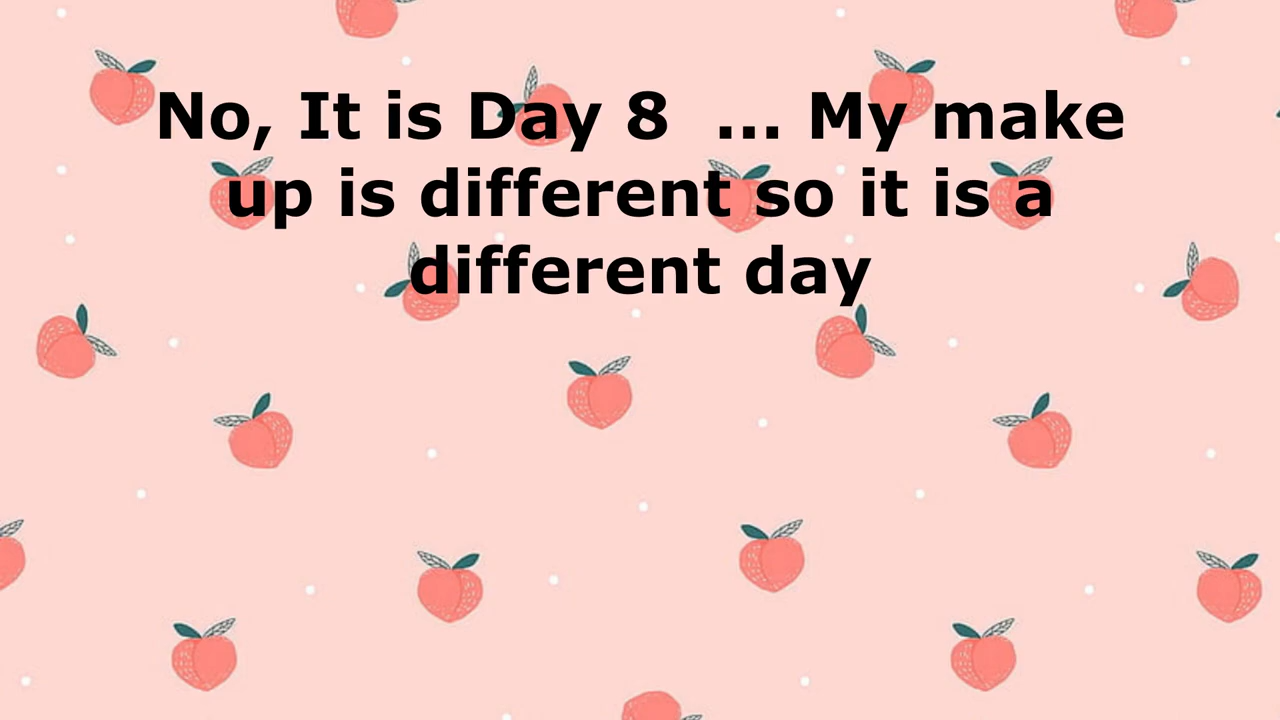 No, It is Day 8  ... My make
up is different so it is a
different day